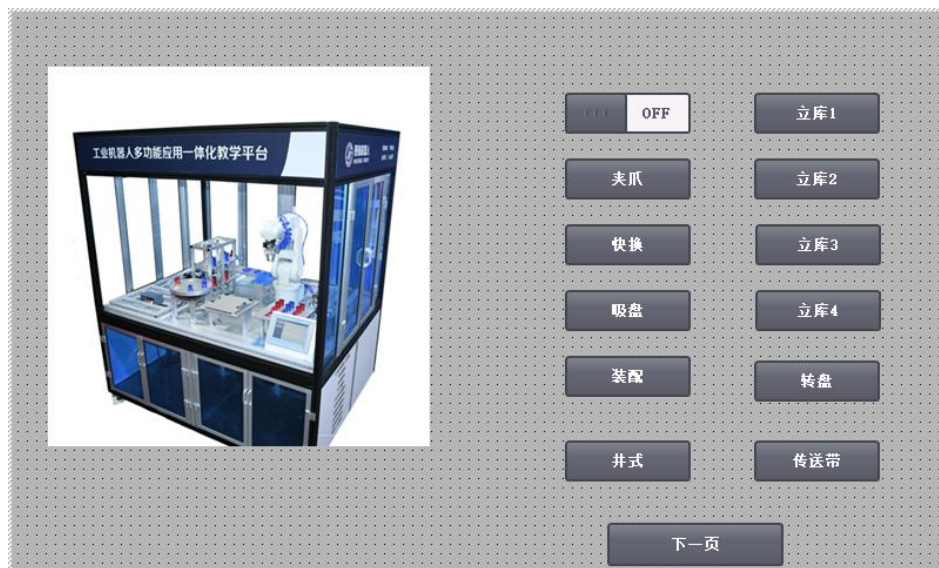 工业机器人多功能应用一体化教学平台
OFF
立库1
夹爪
立库2
快换
立库3
吸盘
立库4
装配
转盘
井式
传送带
下一页